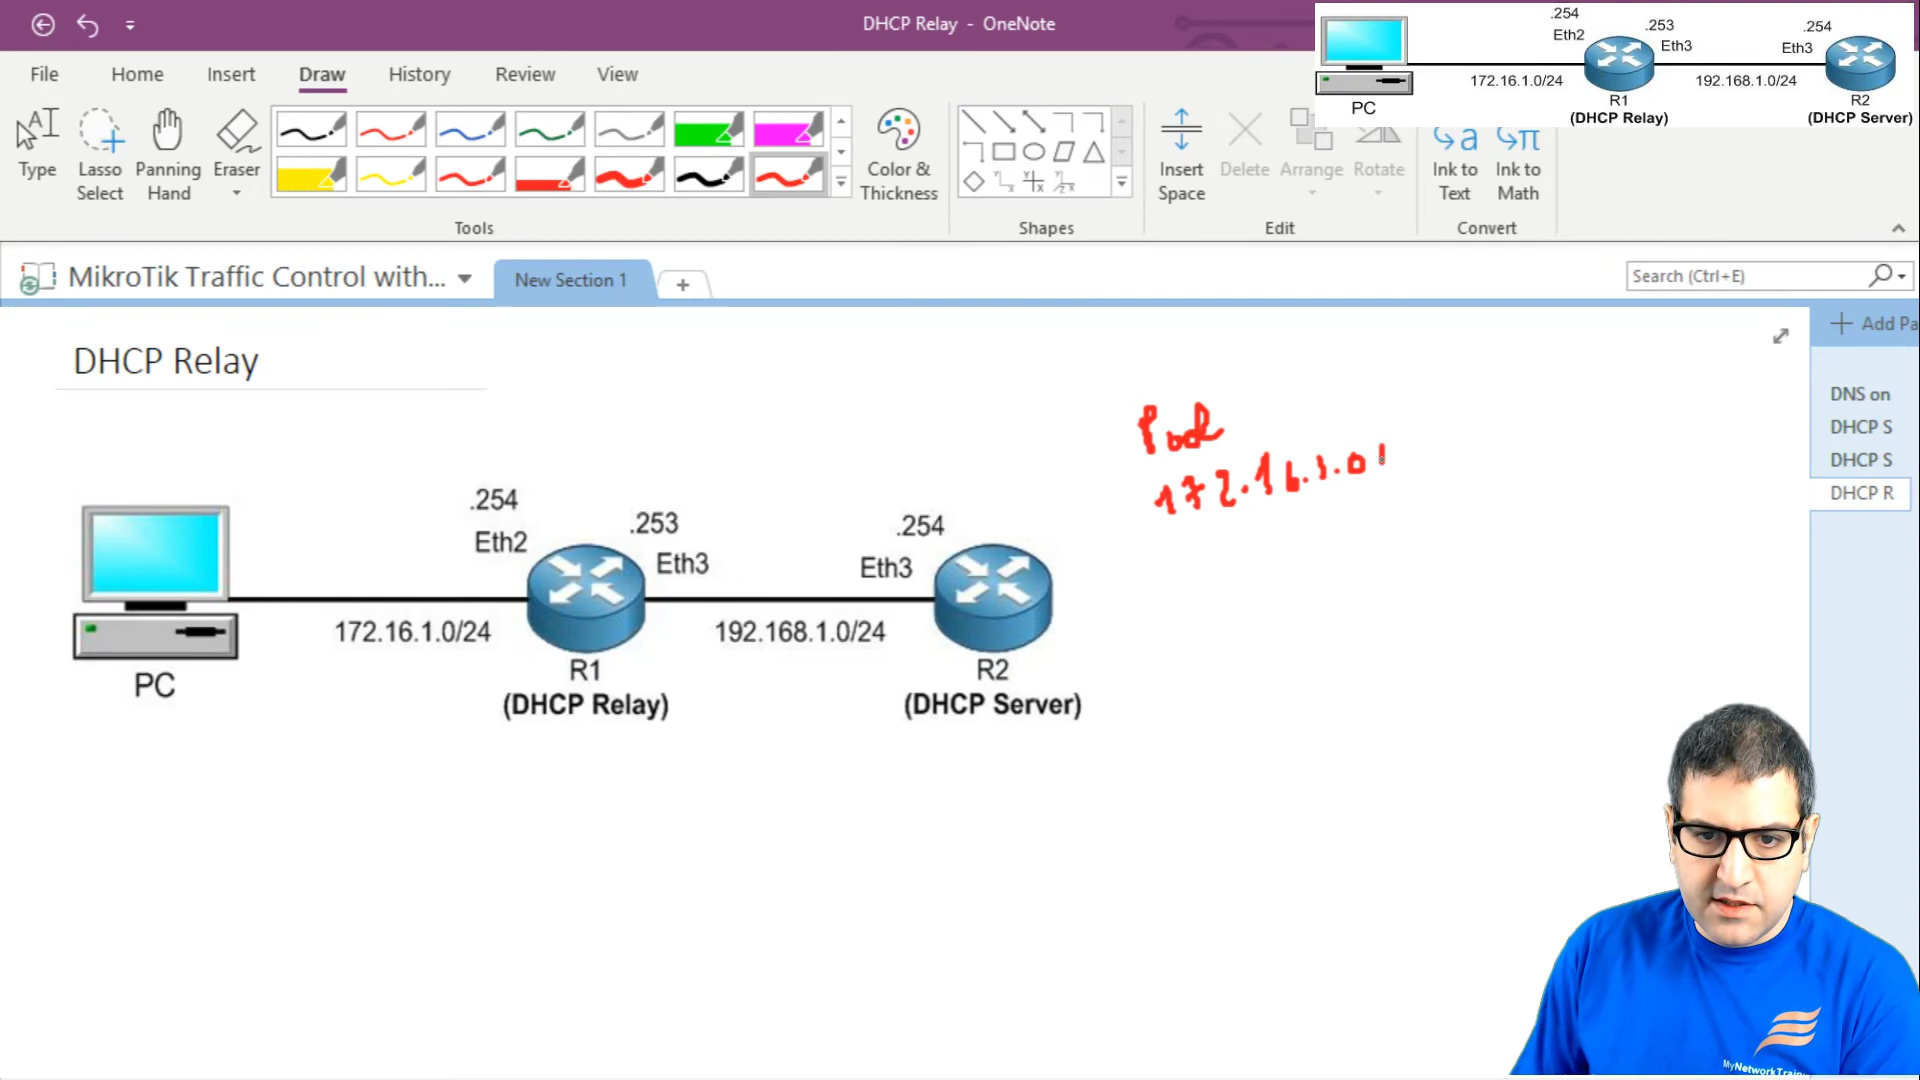 DHCP Relay - OneNote
File Home Insert Draw History Review View
Type
Lasso Select
Panning Hand
Eraser
Color & Thickness
Insert Space
Delete
Arrange
Rotate
Ink to Text
Ink to Math
Tools
Shapes
Edit
Convert
.254
Eth2
.253
Eth3
.254
Eth3
172.16.1.0/24
192.168.1.0/24
PC
R1
(DHCP Relay)
R2
(DHCP Server)
MikroTik Traffic Control with...
New Section 1
Search (Ctrl+E)
Add Pa
DNS on
DHCP S
DHCP S
DHCP R
DHCP Relay
Pool
172.16.1.0
.254
Eth2
.253
Eth3
.254
Eth3
172.16.1.0/24
192.168.1.0/24
PC
R1
(DHCP Relay)
R2
(DHCP Server)
MyNetworkTraini